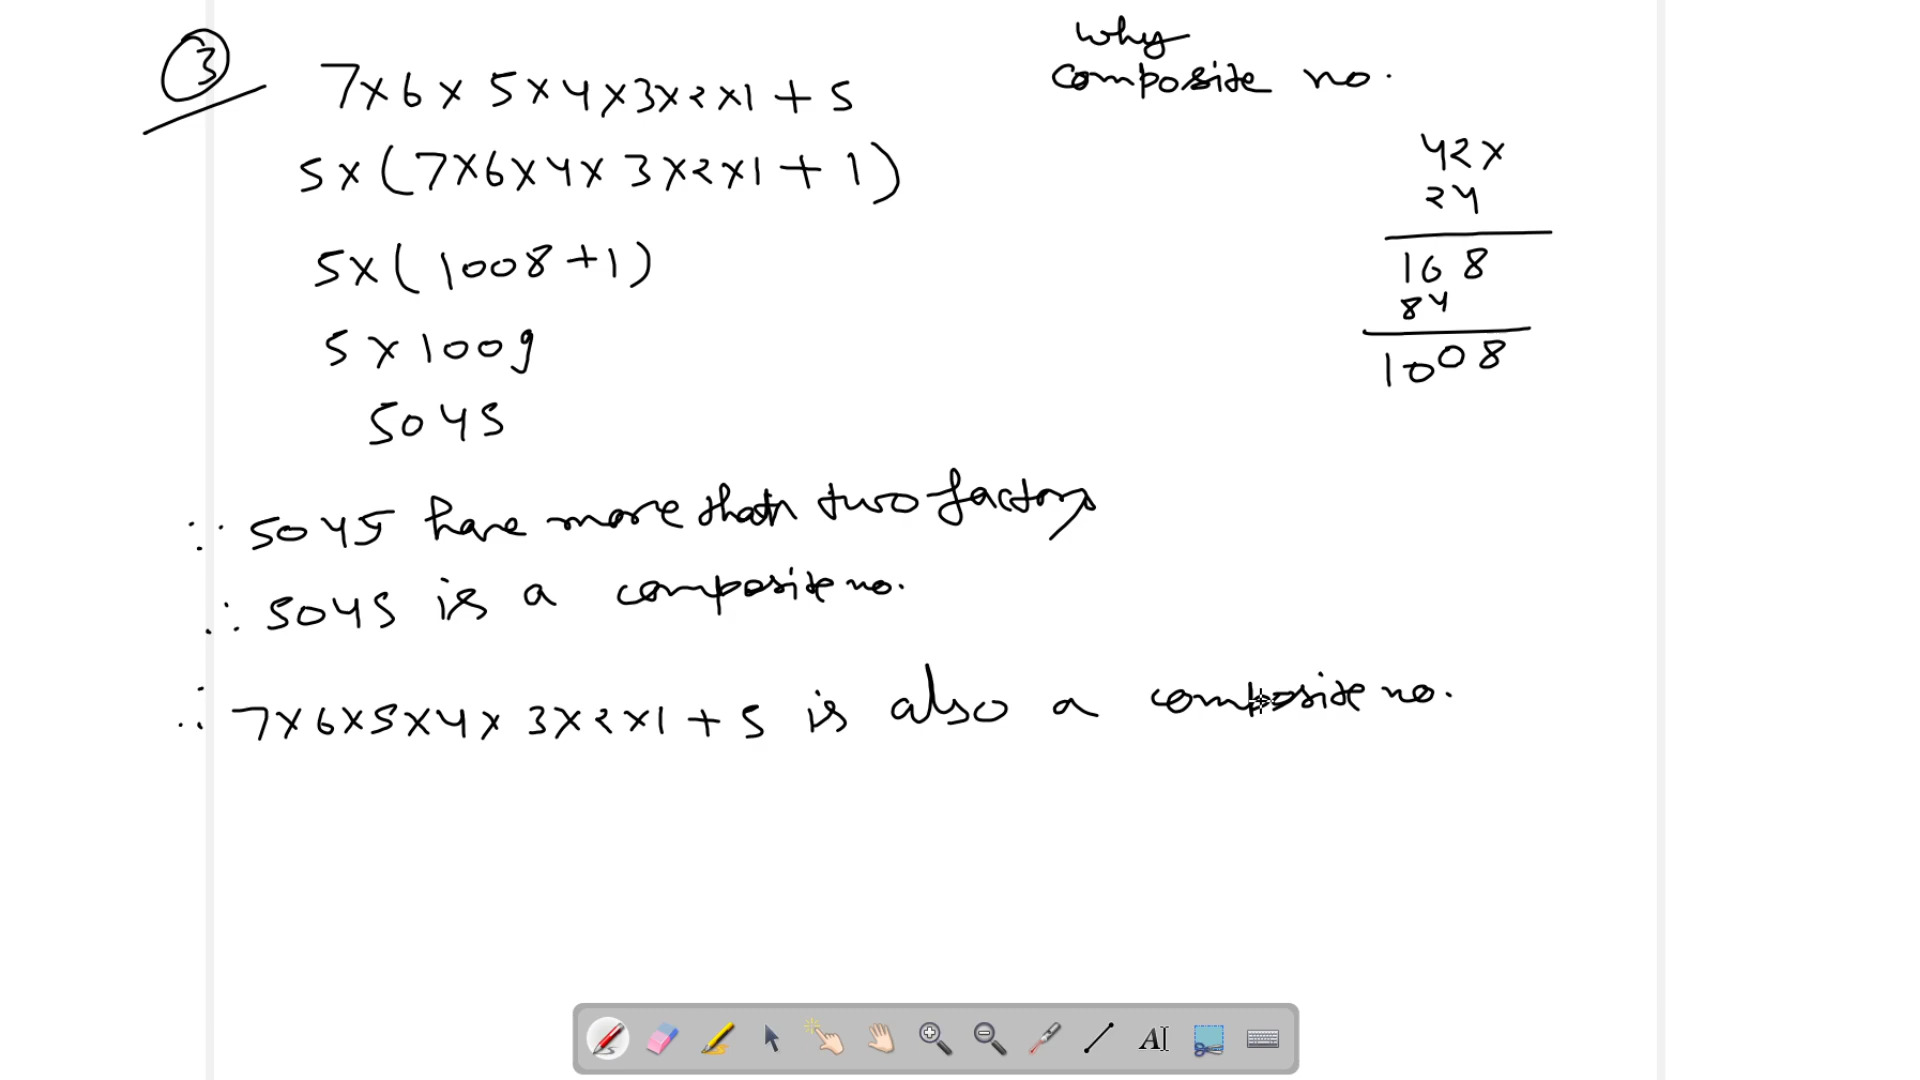 3
7×6×5×4×3×2×1+5
5×(7×6×4×3×2×1+1)
5×(1008+1)
5×1009
5045
why
composite no.
42×
24
168
84
1008
∵ 5045 have more than two factors
∴ 5045 is a composite no.
∴ 7×6×5×4×3×2×1+5 is also a composite no.
A